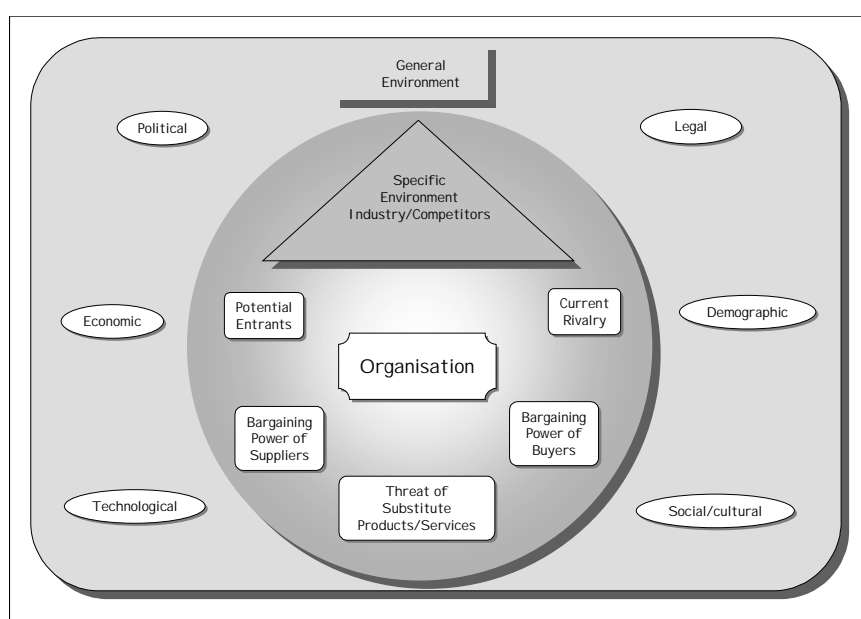 General
Environment
Political
Legal
Specific
Environment
Industry/Competitors
Potential
Entrants
Current
Rivalry
Economic
Demographic
Organisation
Bargaining
Power of
Suppliers
Bargaining
Power of
Buyers
Threat of
Substitute
Products/Services
Technological
Social/cultural